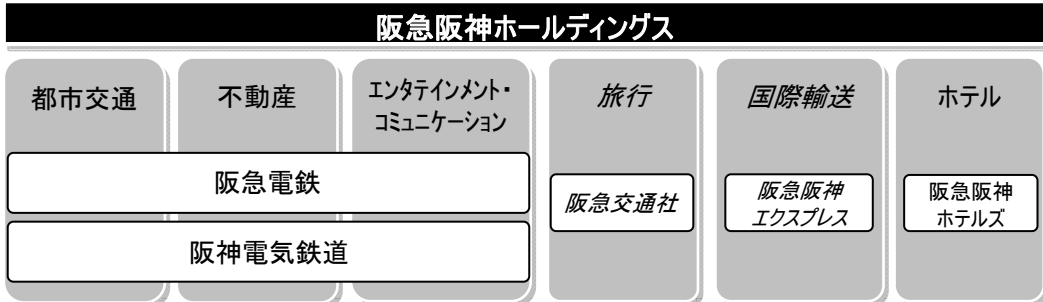 阪急阪神ホールディングス
都市交通
不動産
エンタテインメント・
コミュニケーション
旅行
国際輸送
ホテル
阪急電鉄
阪神電気鉄道
阪急交通社
阪急阪神
エクスプレス
阪急阪神
ホテルズ